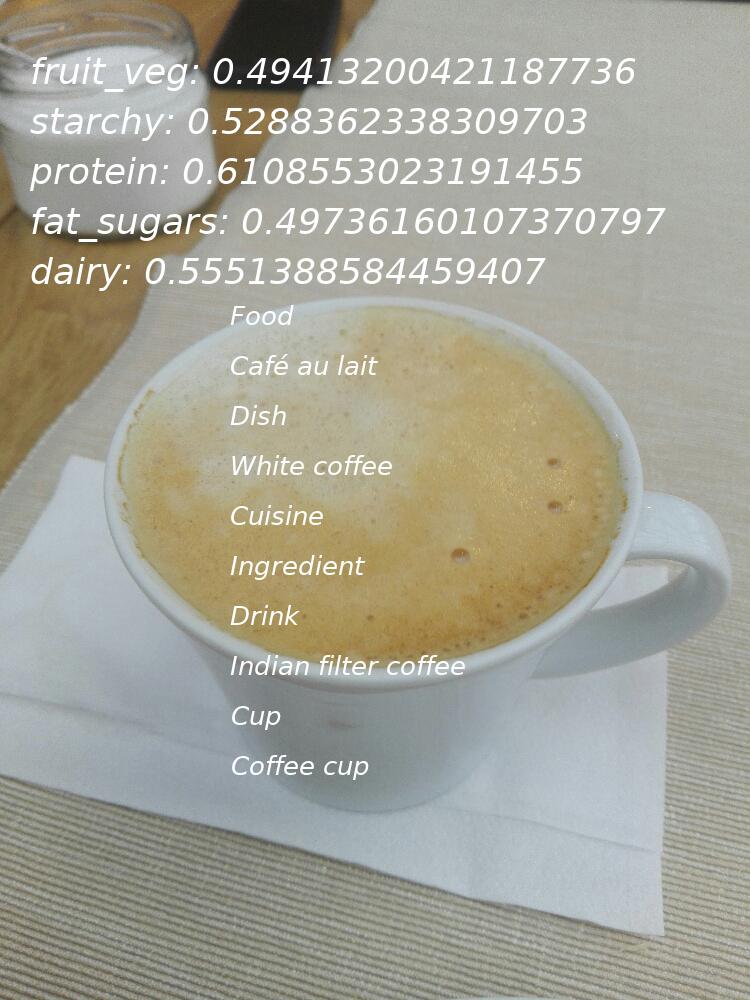 fruit_veg: 0.49413200421187736
starchy: 0.5288362338309703
protein: 0.6108553023191455
fat_sugars: 0.49736160107370797
dairy: 0.5551388584459407
Food
Café au lait
Dish
White coffee
Cuisine
Ingredient
Drink
Indian filter coffee
Cup
Coffee cup